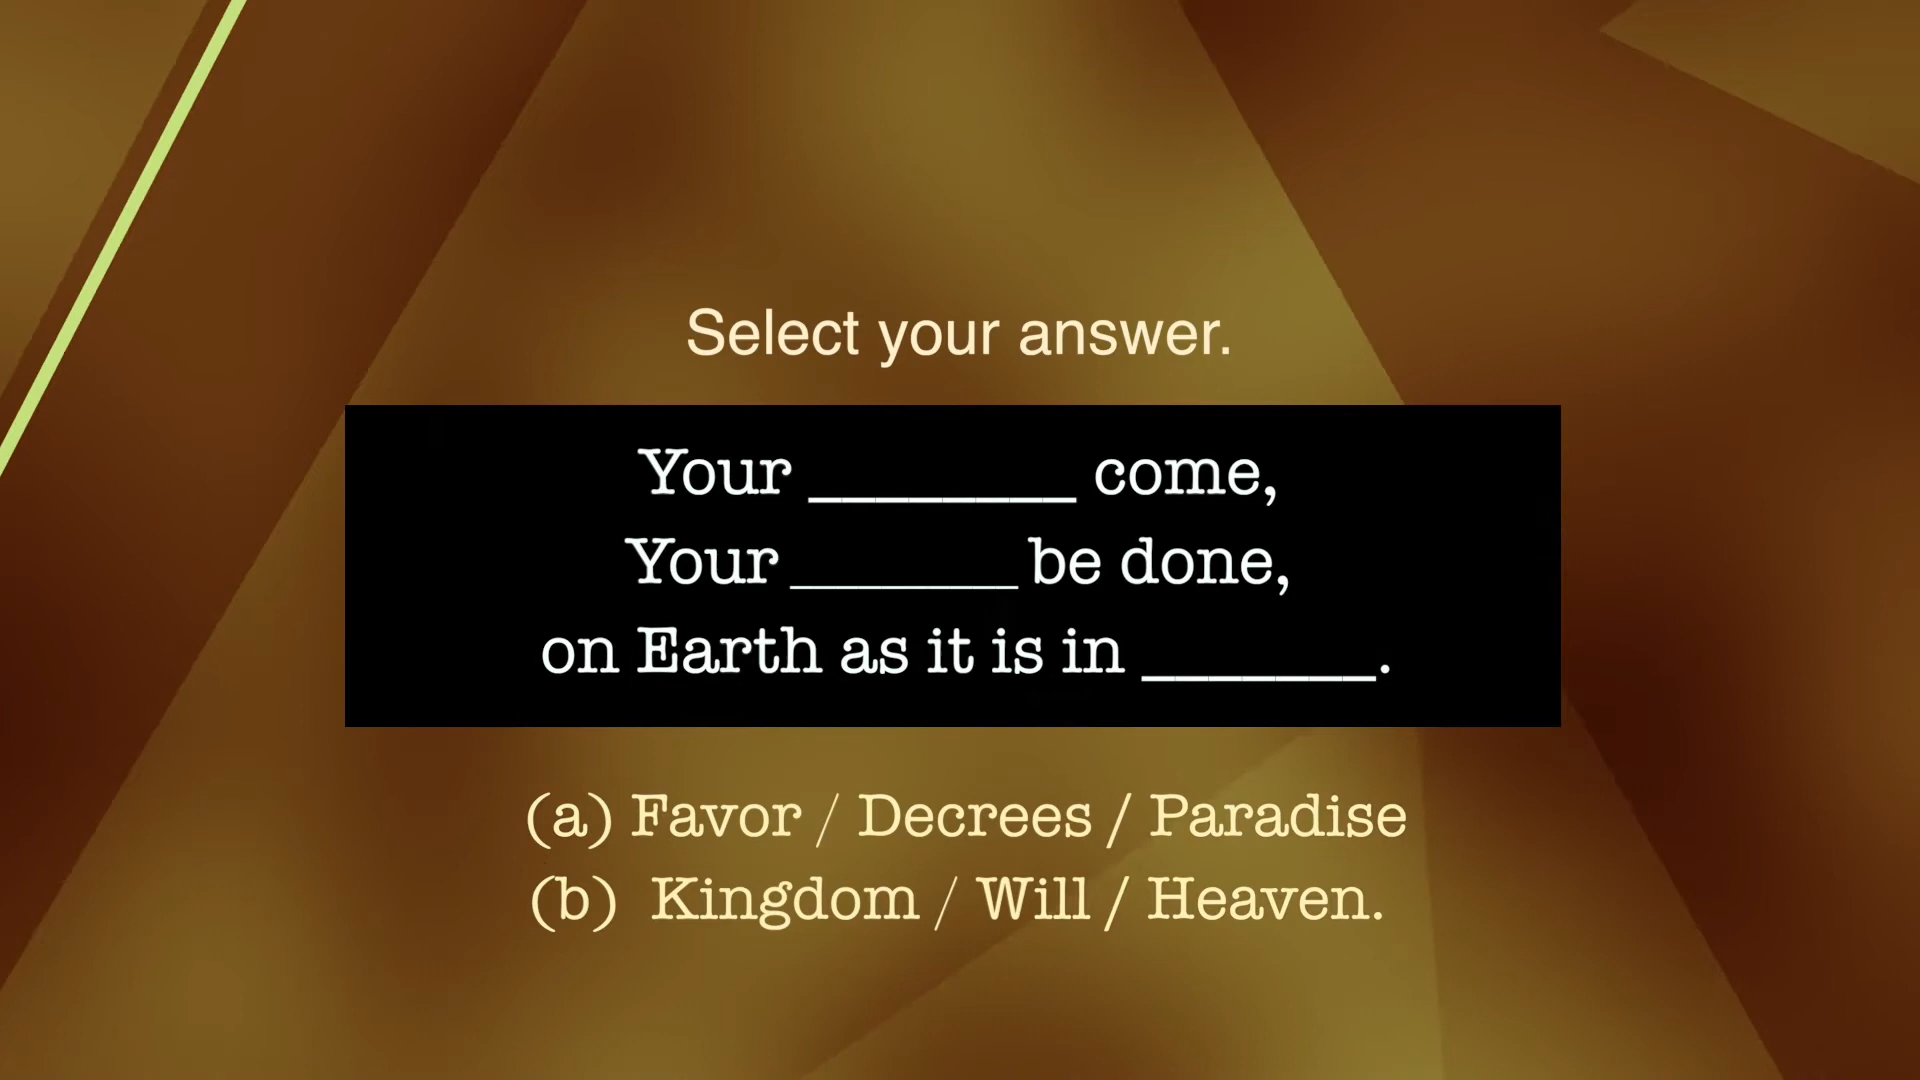 Select your answer.
Your ________ come,
Your _______ be done,
on Earth as it is in _______.
(a) Favor / Decrees / Paradise
(b) Kingdom / Will / Heaven.